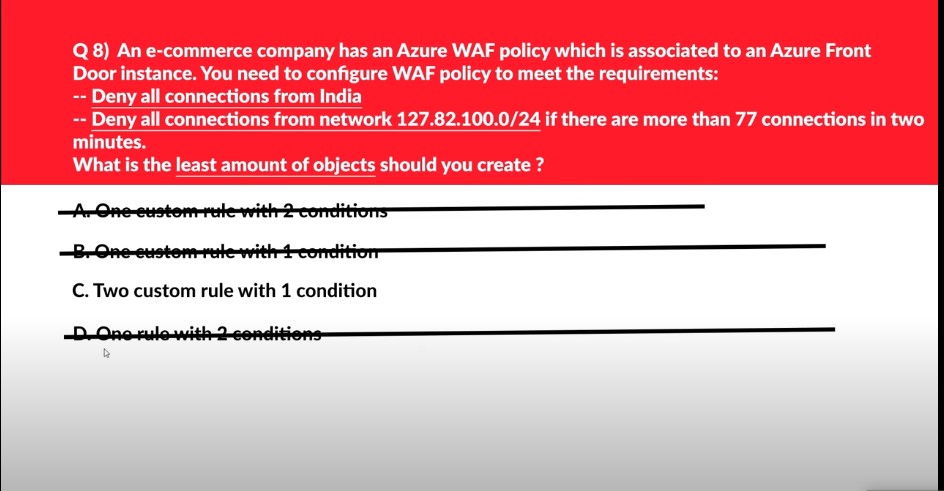 Q 8) An e-commerce company has an Azure WAF policy which is associated to an Azure Front
Door instance. You need to configure WAF policy to meet the requirements:
-- Deny all connections from India
-- Deny all connections from network 127.82.100.0/24 if there are more than 77 connections in two
minutes.
What is the least amount of objects should you create ?
A. One custom rule with 2 conditions
B. One custom rule with 1 condition
C. Two custom rule with 1 condition
D. One rule with 2 conditions